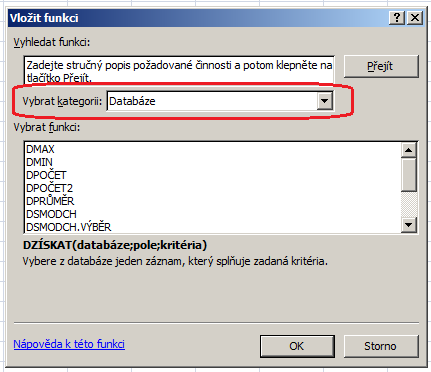 Vložit funkci
Vyhledat funkci:
Zadejte stručný popis požadované činnosti a potom klepněte na
tlačítko Přejít.
Přejít
Vybrat kategorii: Databáze
Vybrat funkci:
DMAX
DMIN
DPOČET
DPOČET2
DPRŮMĚR
DSMODCH
DSMODCH.VÝBĚR
DZÍSKAT(databáze;pole;kritéria)
Vybere z databáze jeden záznam, který splňuje zadaná kritéria.
Nápověda k této funkci
OK
Storno